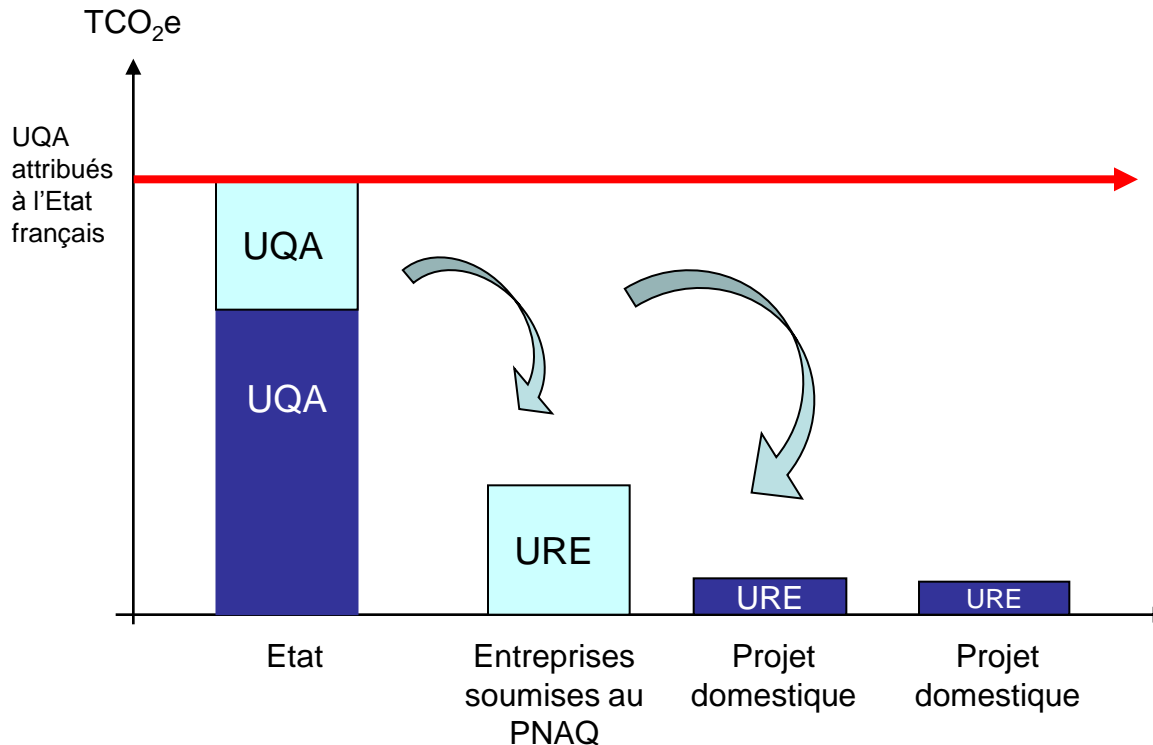 TCO₂e
UQA
attribués
à l'Etat
français
UQA
UQA
URE
URE
URE
Etat
Entreprises
soumises au
PNAQ
Projet
domestique
Projet
domestique